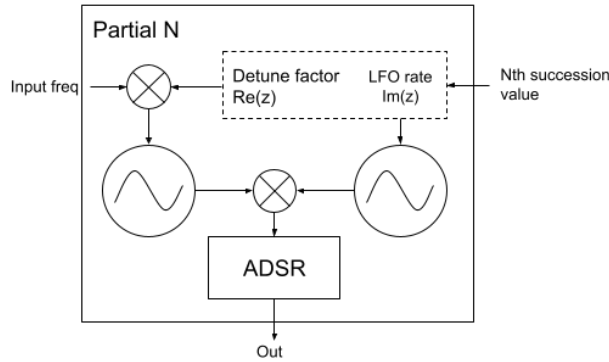 Partial N
Input freq
Detune factor
Re(z)
LFO rate
Im(z)
Nth succession
value
ADSR
Out